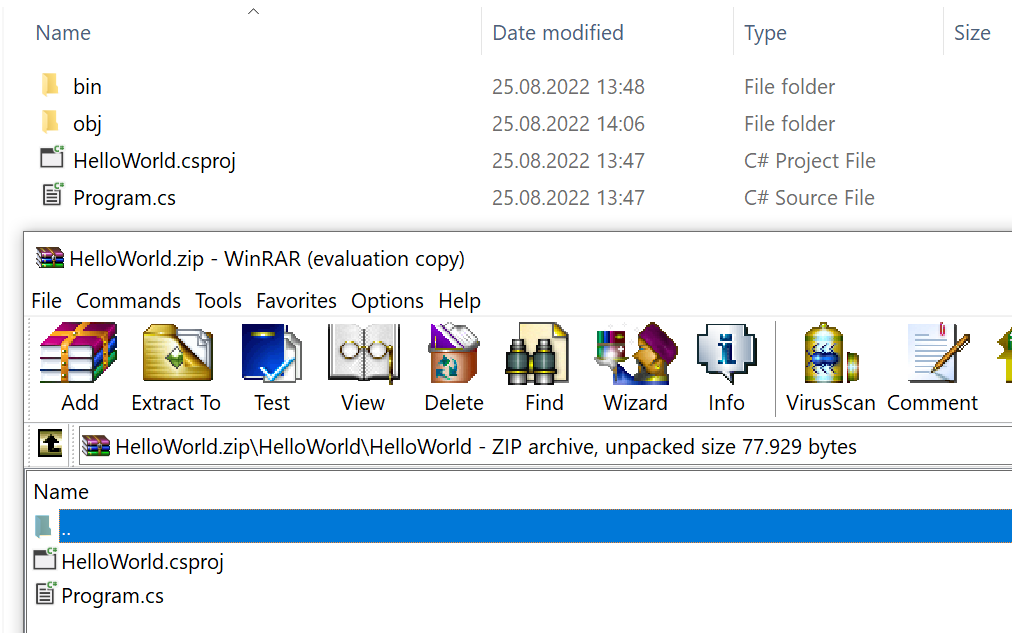 Name Date modified Type Size
bin 25.08.2022 13:48 File folder
obj 25.08.2022 14:06 File folder
HelloWorld.csproj 25.08.2022 13:47 C# Project File
Program.cs 25.08.2022 13:47 C# Source File
HelloWorld.zip - WinRAR (evaluation copy)
File Commands Tools Favorites Options Help
Add Extract To Test View Delete Find Wizard Info VirusScan Comment
HelloWorld.zip\HelloWorld\HelloWorld - ZIP archive, unpacked size 77.929 bytes
Name
..
HelloWorld.csproj
Program.cs